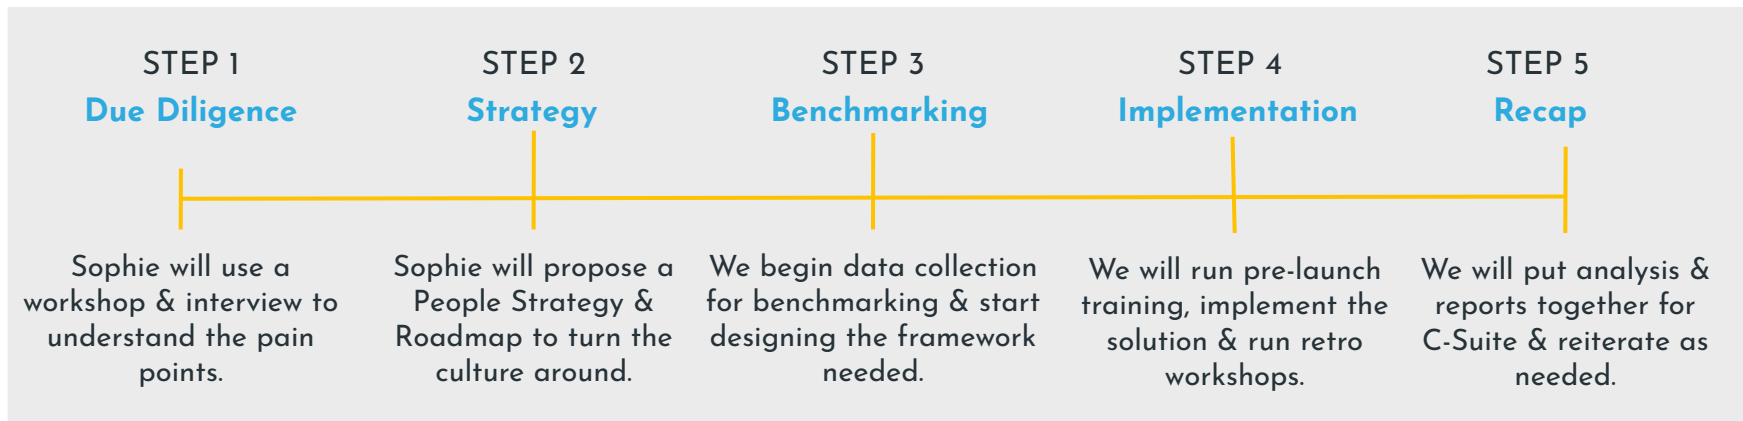 STEP 1
Due Diligence
Sophie will use a
workshop & interview to
understand the pain
points.
STEP 2
Strategy
Sophie will propose a
People Strategy &
Roadmap to turn the
culture around.
STEP 3
Benchmarking
We begin data collection
for benchmarking & start
designing the framework
needed.
STEP 4
Implementation
We will run pre-launch
training, implement the
solution & run retro
workshops.
STEP 5
Recap
We will put analysis &
reports together for
C-Suite & reiterate as
needed.